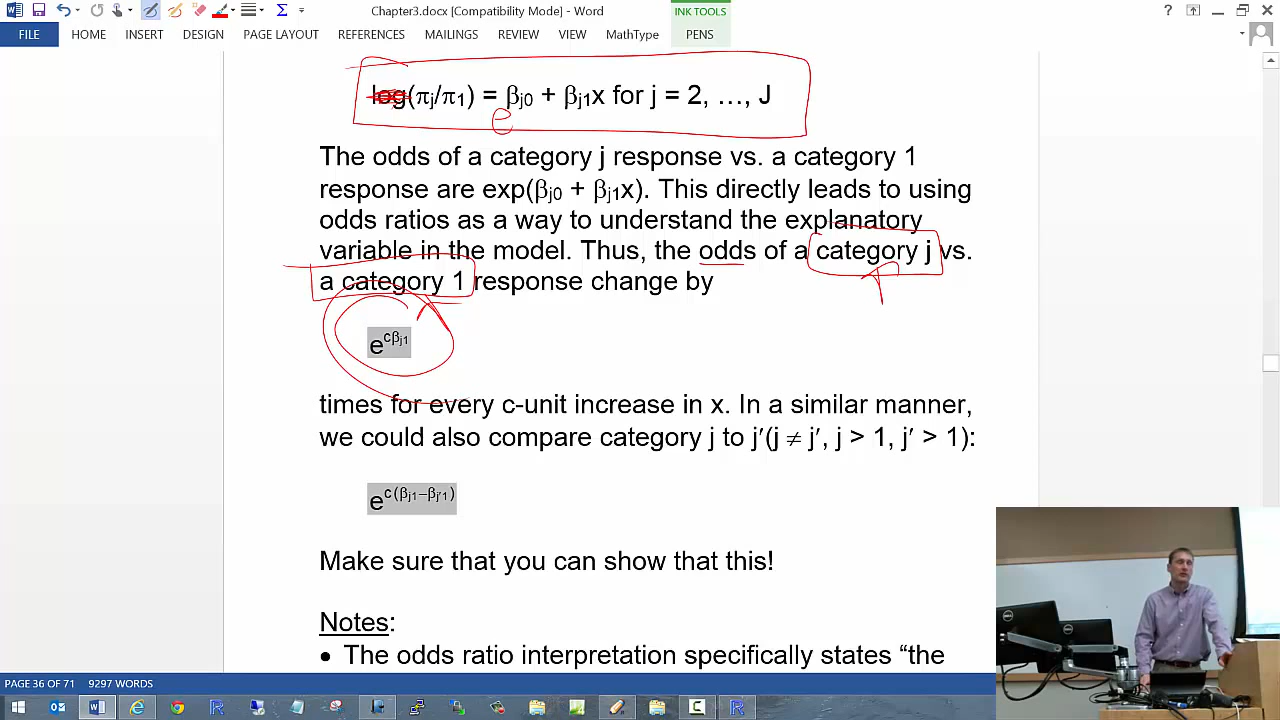 Chapter3.docx [Compatibility Mode] - Word
INK TOOLS
FILE HOME INSERT DESIGN PAGE LAYOUT REFERENCES MAILINGS REVIEW VIEW MathType PENS
log(πj/π1) = βj0 + βj1x for j = 2, …, J
e
The odds of a category j response vs. a category 1
response are exp(βj0 + βj1x). This directly leads to using
odds ratios as a way to understand the explanatory
variable in the model. Thus, the odds of a category j vs.
a category 1 response change by
e^cβj1
times for every c-unit increase in x. In a similar manner,
we could also compare category j to j′(j ≠ j′, j > 1, j′ > 1):
e^c(βj1−βj′1)
Make sure that you can show that this!
Notes:
• The odds ratio interpretation specifically states “the
PAGE 36 OF 71 9297 WORDS